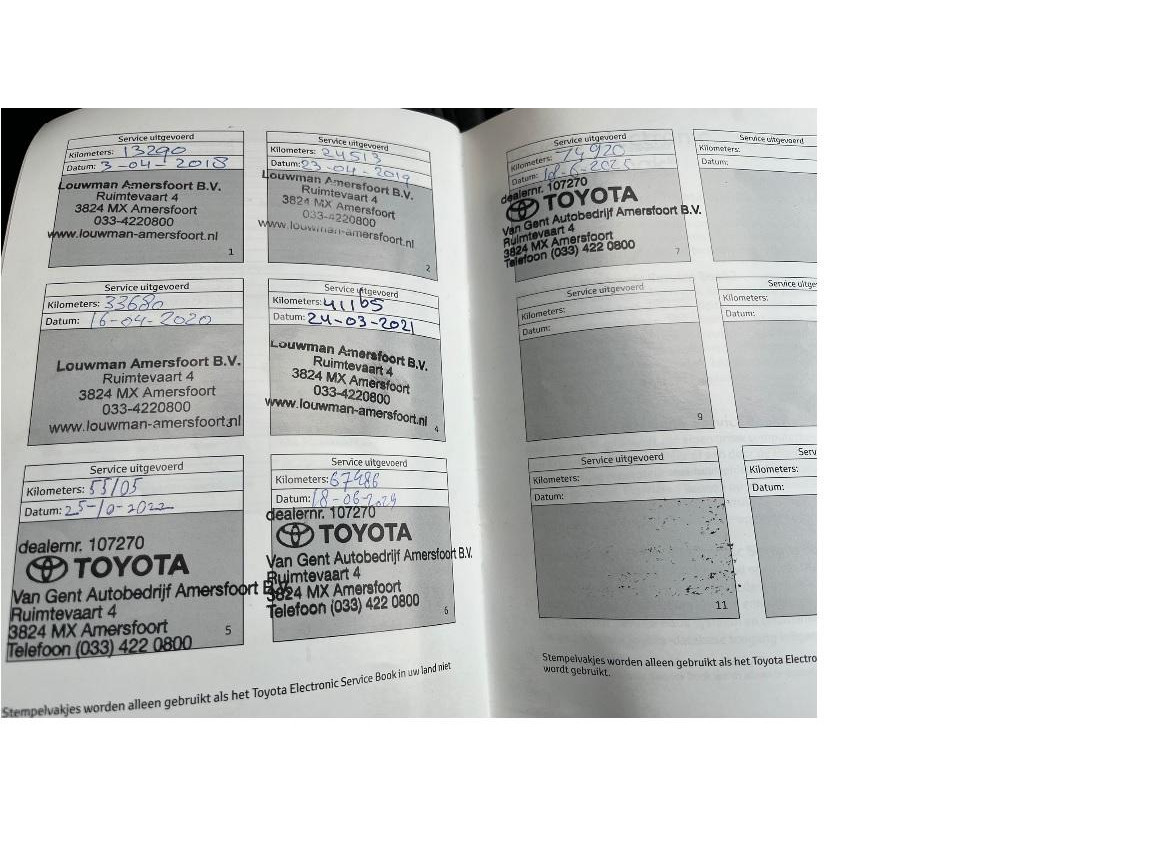 Service uitgevoerd
Kilometers: 13290
Datum: 3-04-2018
Louwman Amersfoort B.V.
Ruimtevaart 4
3824 MX Amersfoort
033-4220800
www.louwman-amersfoort.nl
1
Service uitgevoerd
Kilometers: 24513
Datum: 23-04-2019
Louwman Amersfoort B.V.
Ruimtevaart 4
3824 MX Amersfoort
033-4220800
www.louwman-amersfoort.nl
2
Service uitgevoerd
Kilometers: 33680
Datum: 16-04-2020
Louwman Amersfoort B.V.
Ruimtevaart 4
3824 MX Amersfoort
033-4220800
www.louwman-amersfoort.nl
3
Service uitgevoerd
Kilometers: 41165
Datum: 24-03-2021
Louwman Amersfoort B.V.
Ruimtevaart 4
3824 MX Amersfoort
033-4220800
www.louwman-amersfoort.nl
4
Service uitgevoerd
Kilometers: 55105
Datum: 25-10-2022
dealernr. 107270
TOYOTA
Van Gent Autobedrijf Amersfoort B.V.
Ruimtevaart 4
3824 MX Amersfoort
Telefoon (033) 422 0800
5
Service uitgevoerd
Kilometers: 67486
Datum: 18-06-2024
dealernr. 107270
TOYOTA
Van Gent Autobedrijf Amersfoort B.V.
Ruimtevaart 4
3824 MX Amersfoort
Telefoon (033) 422 0800
6
Stempelvakjes worden alleen gebruikt als het Toyota Electronic Service Book in uw land niet
Service uitgevoerd
Kilometers: 74920
Datum:
dealernr. 107270
TOYOTA
Van Gent Autobedrijf Amersfoort B.V.
Ruimtevaart 4
3824 MX Amersfoort
Telefoon (033) 422 0800
7
Service uitgevoerd
Kilometers:
Datum:
Service uitgevoerd
Kilometers:
Datum:
9
Service uitge
Kilometers:
Datum:
Service uitgevoerd
Kilometers:
Datum:
11
Serv
Kilometers:
Datum:
Stempelvakjes worden alleen gebruikt als het Toyota Electro
wordt gebruikt.